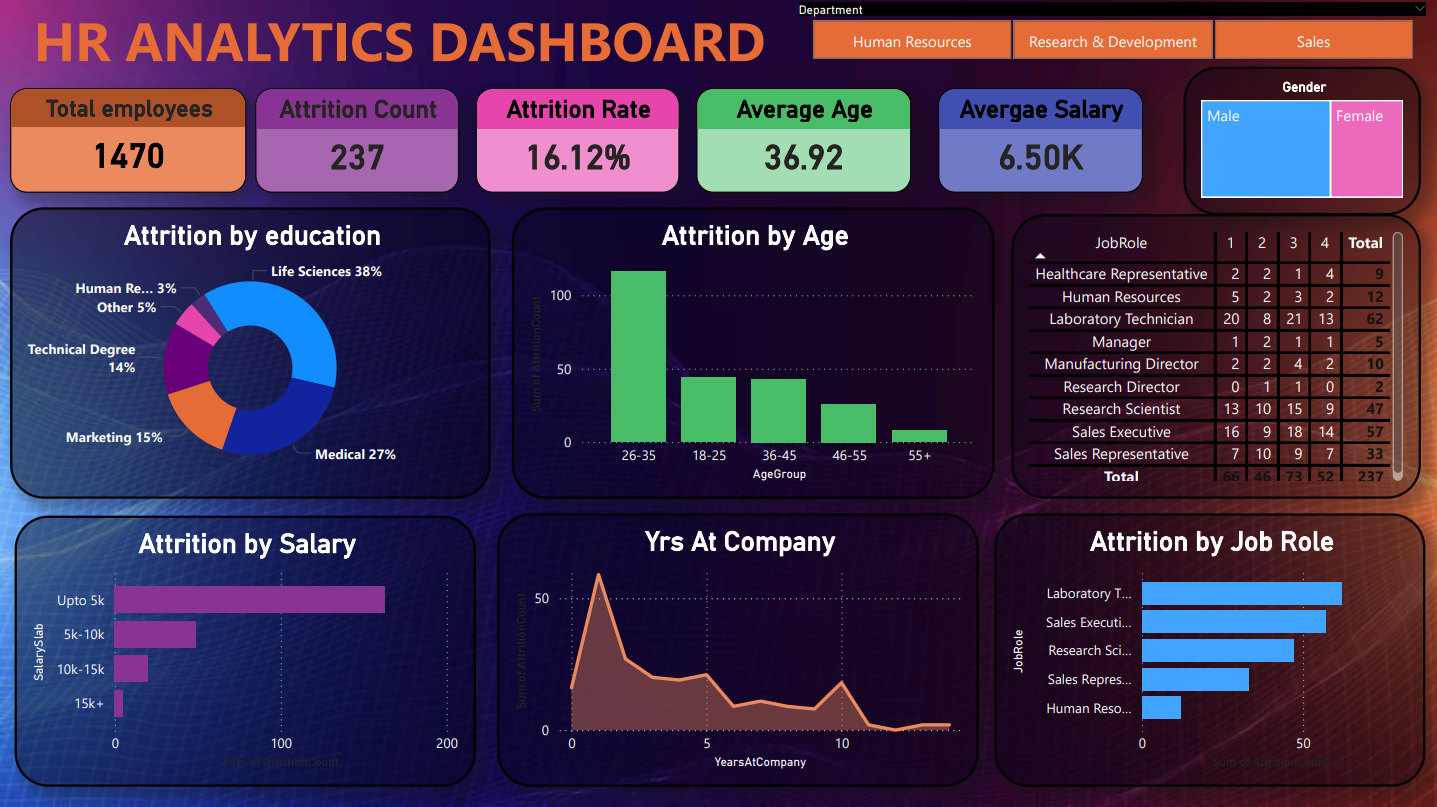 Department
HR ANALYTICS DASHBOARD
Human Resources Research & Development Sales
Total employees
1470
Attrition Count
237
Attrition Rate
16.12%
Average Age
36.92
Avergae Salary
6.50K
Gender
Male Female
Attrition by education
Life Sciences 38%
Human Re... 3%
Other 5%
Technical Degree
14%
Marketing 15%
Medical 27%
Attrition by Age
Sum of AttritionCount
100
50
0
26-35 18-25 36-45 46-55 55+
AgeGroup
JobRole 1 2 3 4 Total
Healthcare Representative 2 2 1 4 9
Human Resources 5 2 3 2 12
Laboratory Technician 20 8 21 13 62
Manager 1 2 1 1 5
Manufacturing Director 2 2 4 2 10
Research Director 0 1 1 0 2
Research Scientist 13 10 15 9 47
Sales Executive 16 9 18 14 57
Sales Representative 7 10 9 7 33
Total 66 46 73 52 237
Attrition by Salary
SalarySlab
Upto 5k
5k-10k
10k-15k
15k+
0 100 200
Sum of AttritionCount
Yrs At Company
Sum of AttritionCount
50
0
0 5 10
YearsAtCompany
Attrition by Job Role
JobRole
Laboratory T...
Sales Executi...
Research Sci...
Sales Repres...
Human Reso...
0 50
Sum of AttritionCount